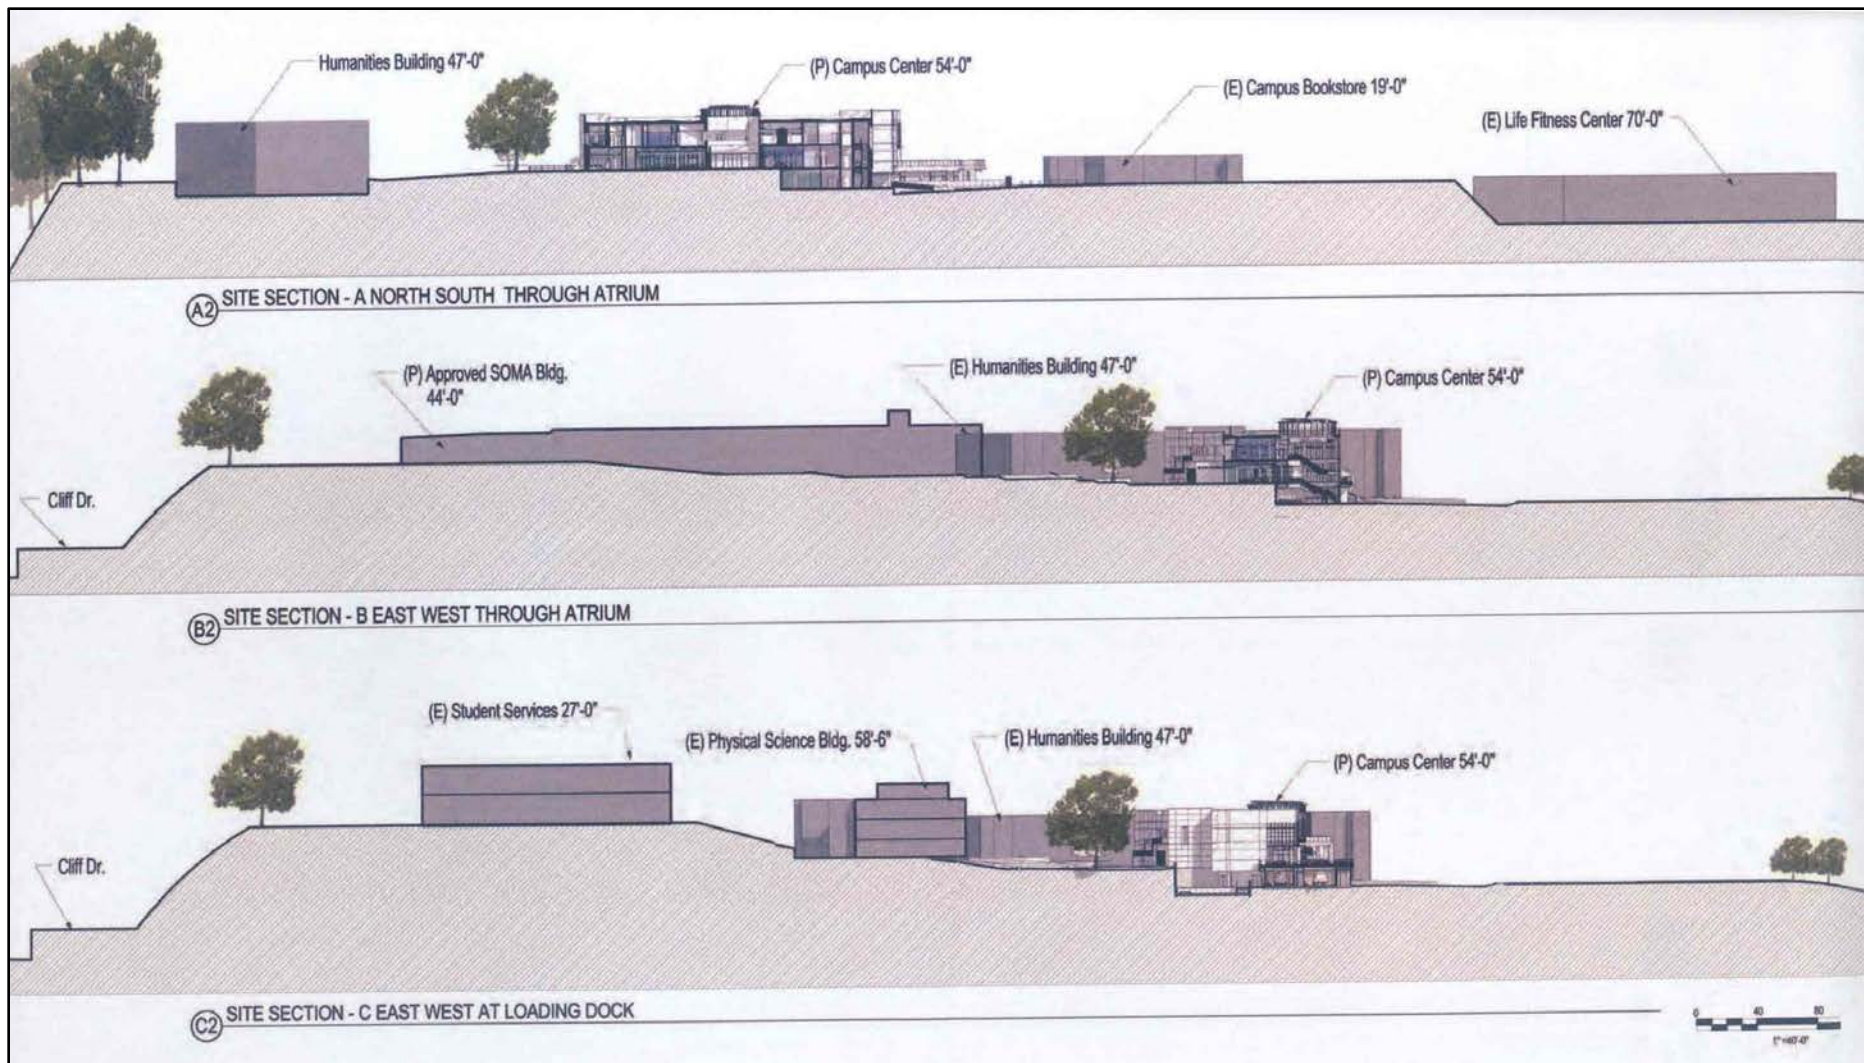 Humanities Building 47'-0"
(P) Campus Center 54'-0"
(E) Campus Bookstore 19'-0"
(E) Life Fitness Center 70'-0"
A2 SITE SECTION - A NORTH SOUTH THROUGH ATRIUM
(P) Approved SOMA Bldg.
44'-0"
(E) Humanities Building 47'-0"
(P) Campus Center 54'-0"
Cliff Dr.
B2 SITE SECTION - B EAST WEST THROUGH ATRIUM
(E) Student Services 27'-0"
(E) Physical Science Bldg. 58'-6"
(E) Humanities Building 47'-0"
(P) Campus Center 54'-0"
Cliff Dr.
C2 SITE SECTION - C EAST WEST AT LOADING DOCK
0 40 80